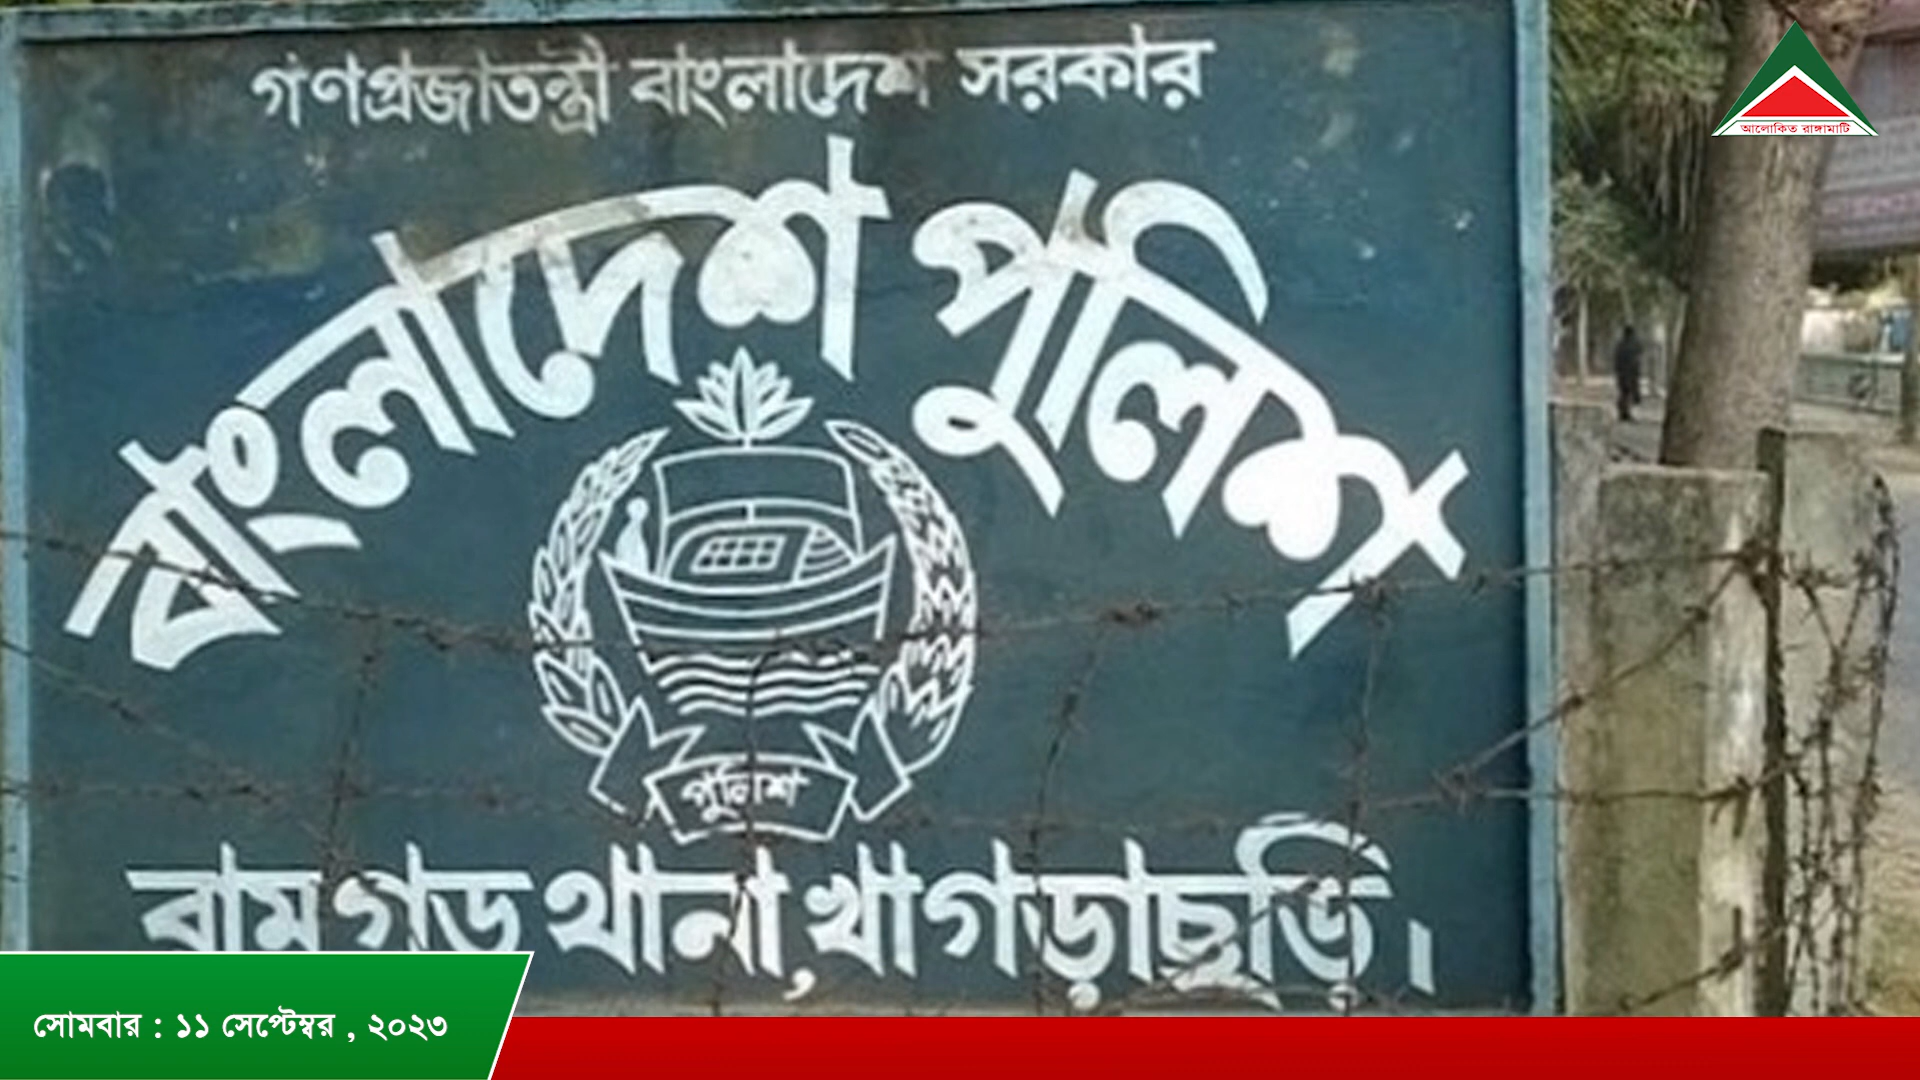 গণপ্রজাতন্ত্রী বাংলাদেশ সরকার
আলোকিত রাঙ্গামাটি
বাংলাদেশ পুলিশ
পুলিশ
রামগড় থানা, খাগড়াছড়ি।
সোমবার : ১১ সেপ্টেম্বর , ২০২৩